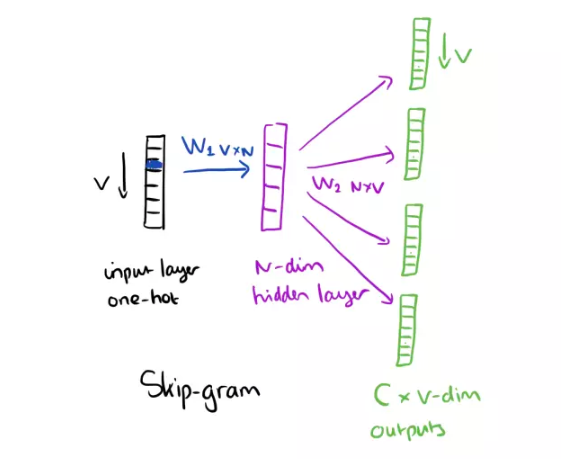 W₁ V×N
V
V
W₂ N×V
input layer
one-hot
N-dim
hidden layer
Skip-gram
C × V-dim
outputs